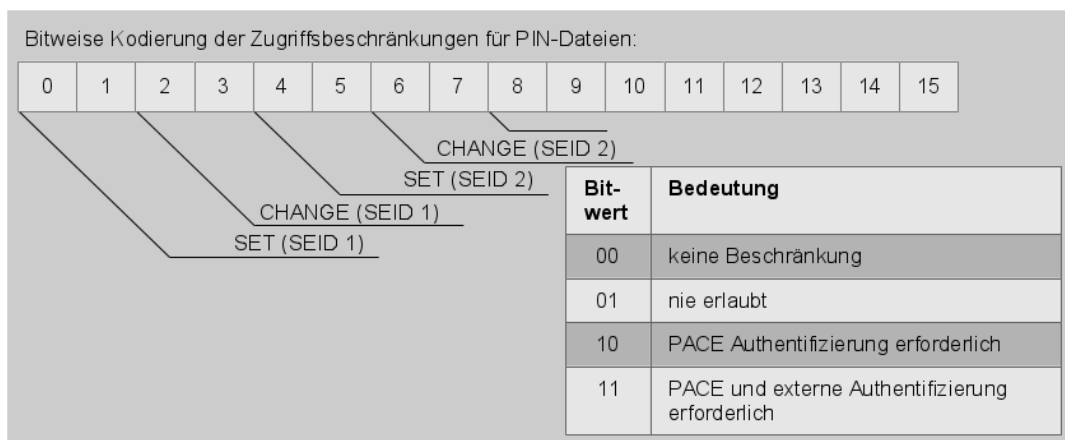 Bitweise Kodierung der Zugriffsbeschränkungen für PIN-Dateien:
0 1 2 3 4 5 6 7 8 9 10 11 12 13 14 15
CHANGE (SEID 2)
SET (SEID 2)
CHANGE (SEID 1)
SET (SEID 1)
Bit- Bedeutung
wert
00 keine Beschränkung
01 nie erlaubt
10 PACE Authentifizierung erforderlich
11 PACE und externe Authentifizierung
erforderlich